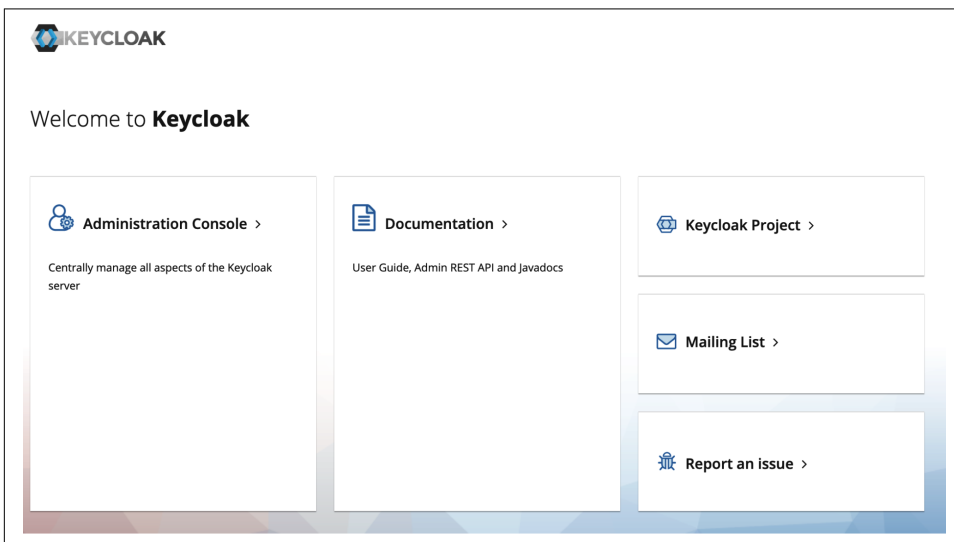 KEYCLOAK
Welcome to Keycloak
Administration Console >
Centrally manage all aspects of the Keycloak
server
Documentation >
User Guide, Admin REST API and Javadocs
Keycloak Project >
Mailing List >
Report an issue >